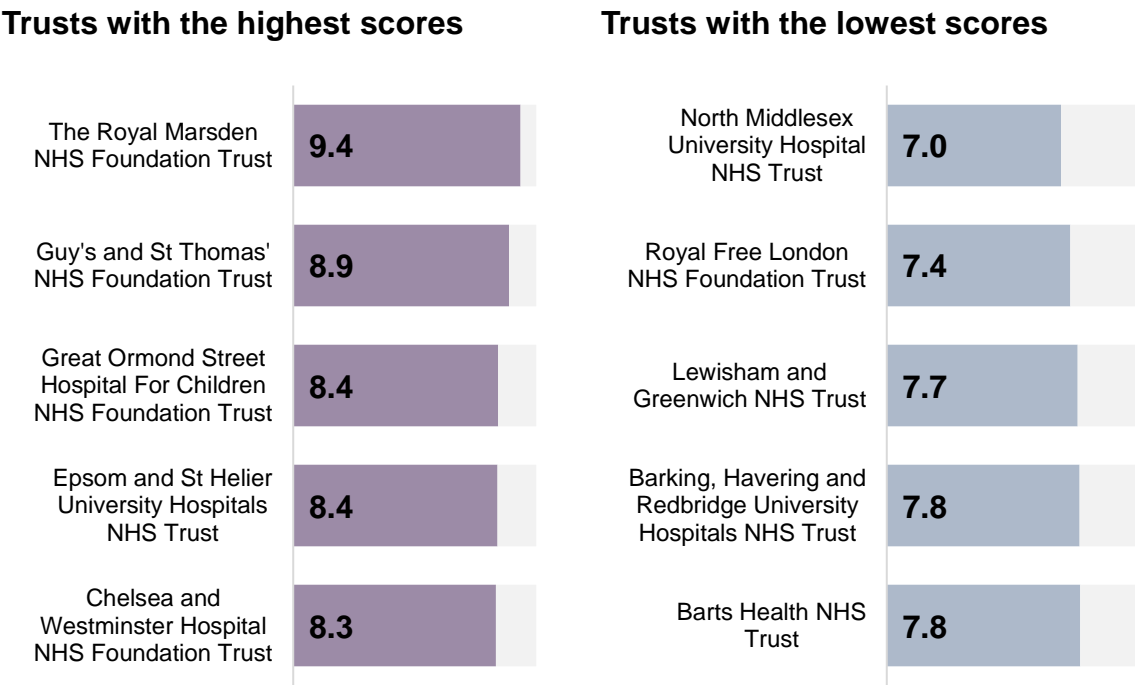 Trusts with the highest scores
The Royal Marsden
NHS Foundation Trust
9.4
Guy's and St Thomas'
NHS Foundation Trust
8.9
Great Ormond Street
Hospital For Children
NHS Foundation Trust
8.4
Epsom and St Helier
University Hospitals
NHS Trust
8.4
Chelsea and
Westminster Hospital
NHS Foundation Trust
8.3
Trusts with the lowest scores
North Middlesex
University Hospital
NHS Trust
7.0
Royal Free London
NHS Foundation Trust
7.4
Lewisham and
Greenwich NHS Trust
7.7
Barking, Havering and
Redbridge University
Hospitals NHS Trust
7.8
Barts Health NHS
Trust
7.8